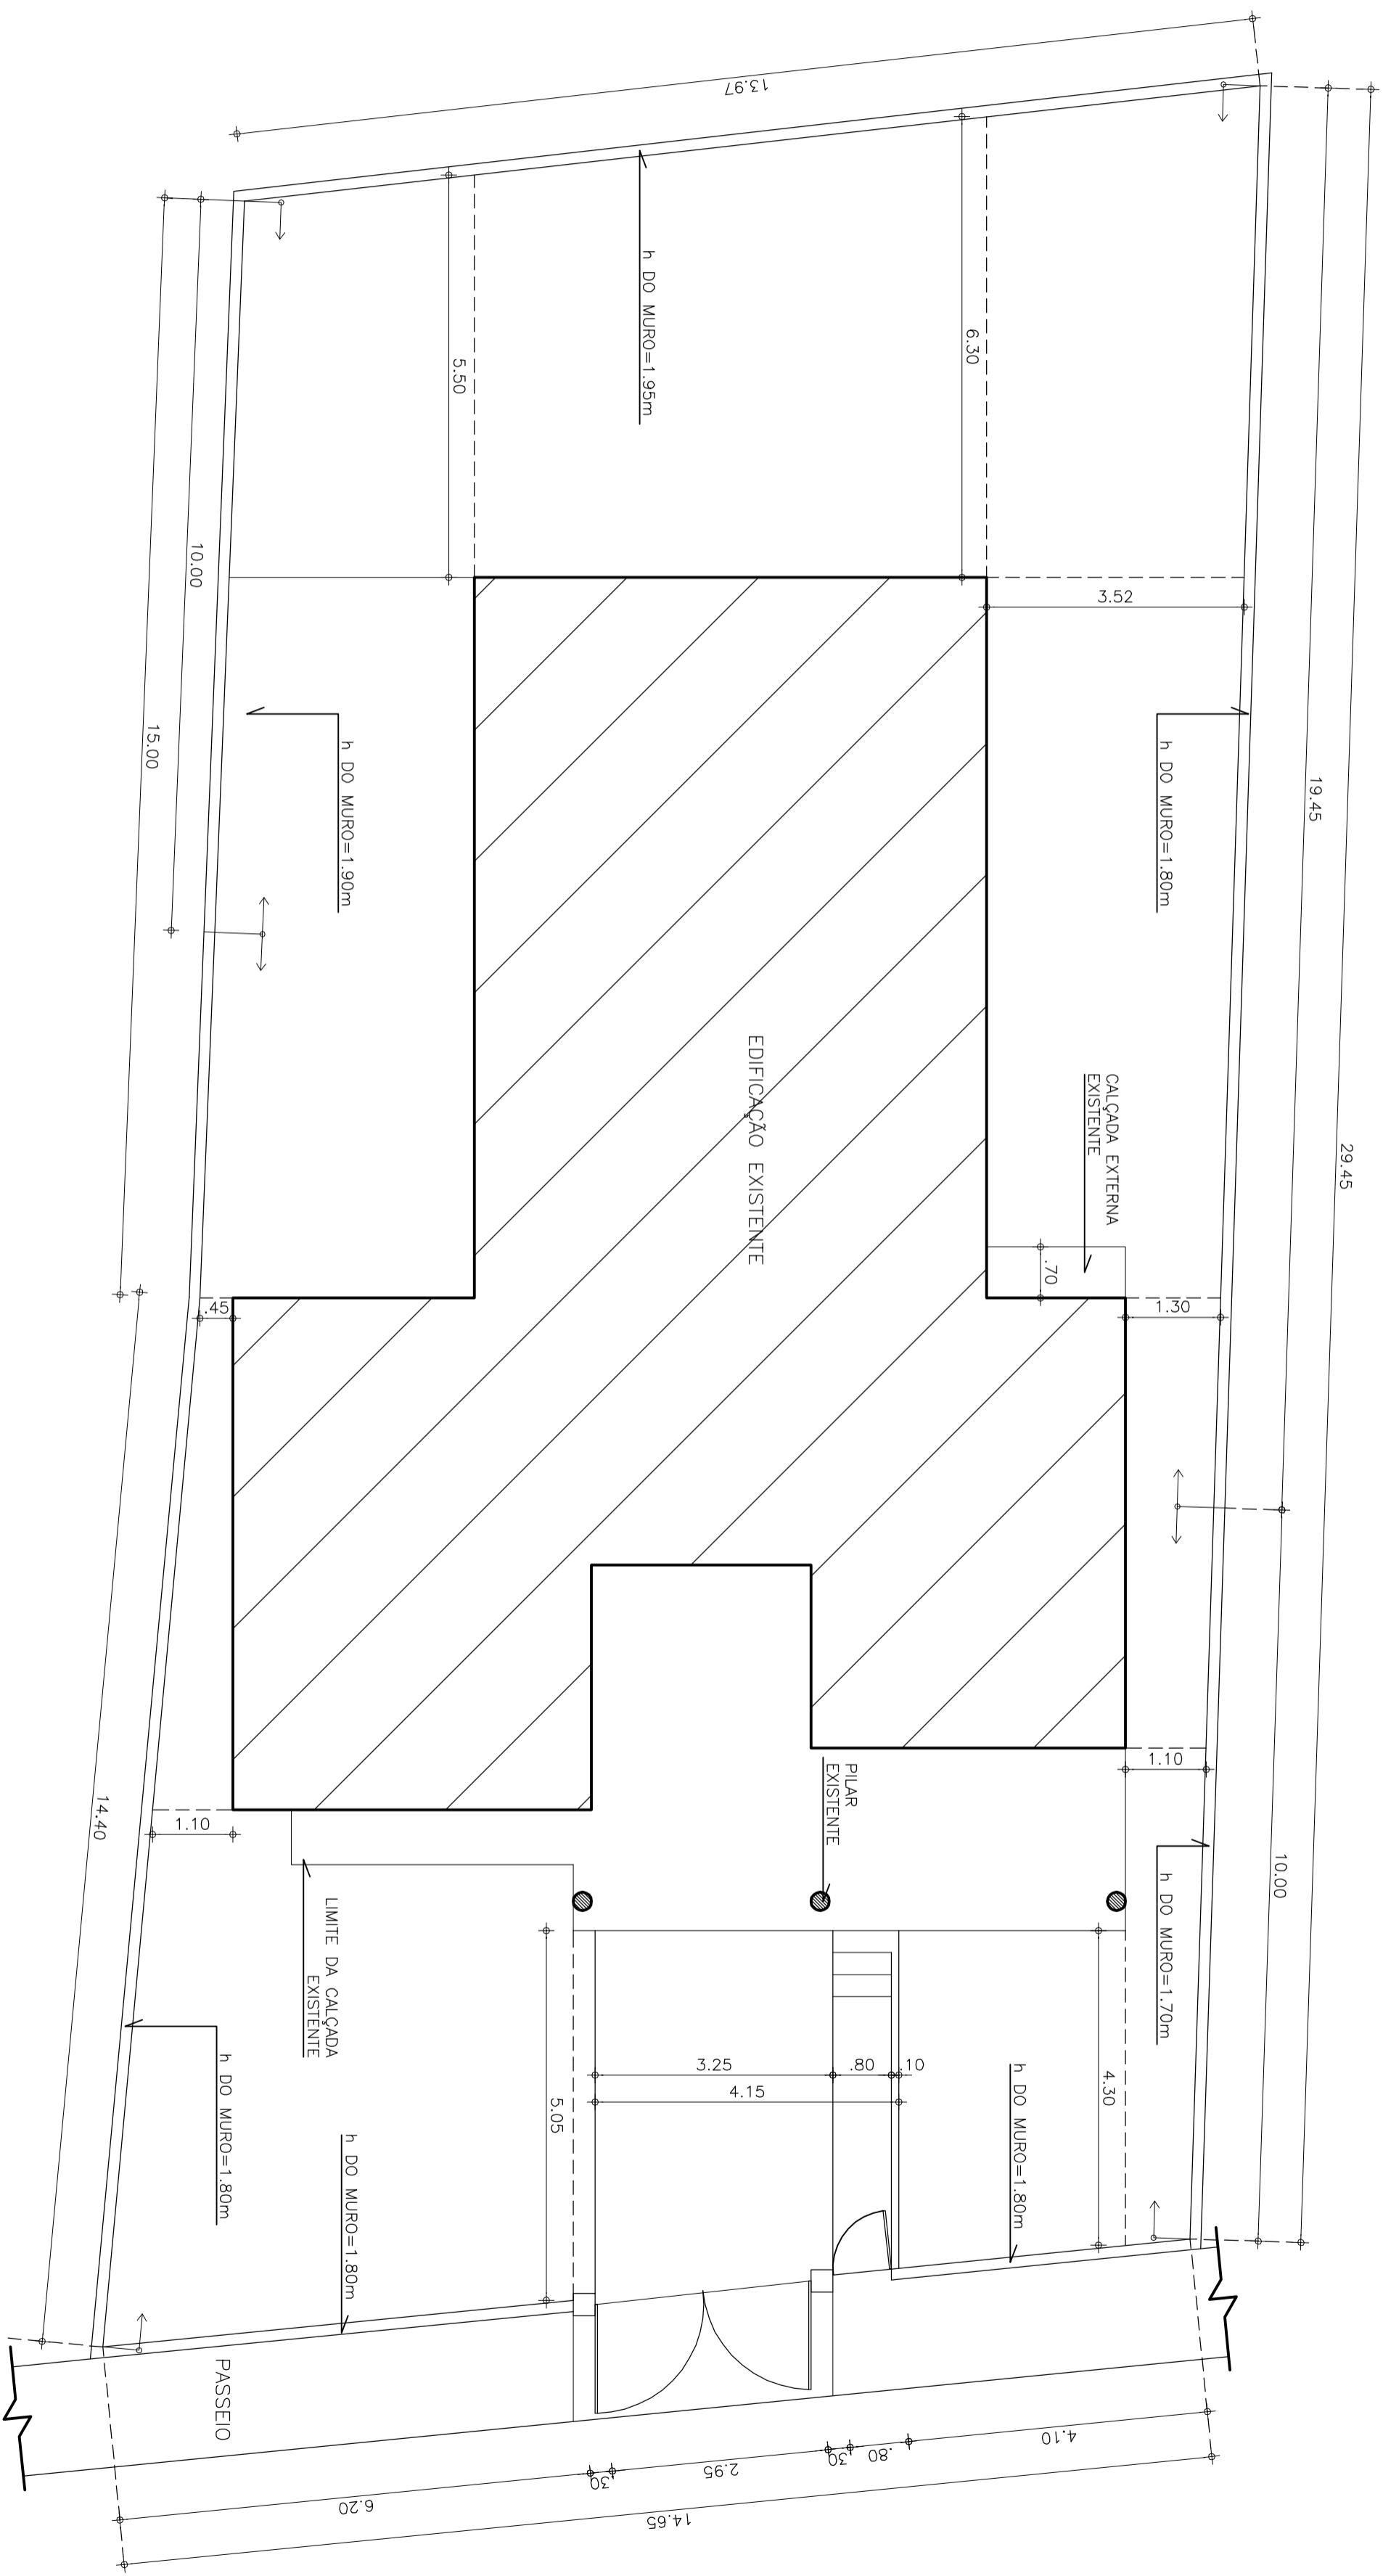 13.97
29.45
19.45
10.00
h DO MURO=1.95m
6.30
5.50
3.52
10.00
15.00
h DO MURO=1.90m
h DO MURO=1.80m
EDIFICAÇÃO EXISTENTE
CALÇADA EXTERNA
EXISTENTE
.70
1.30
.45
1.10
1.10
14.40
PILAR
EXISTENTE
LIMITE DA CALÇADA
EXISTENTE
h DO MURO=1.70m
3.25
.80
.10
4.15
4.30
5.05
h DO MURO=1.80m
h DO MURO=1.80m
h DO MURO=1.80m
PASSEIO
4.10
.80
.30
2.95
.30
6.20
14.65